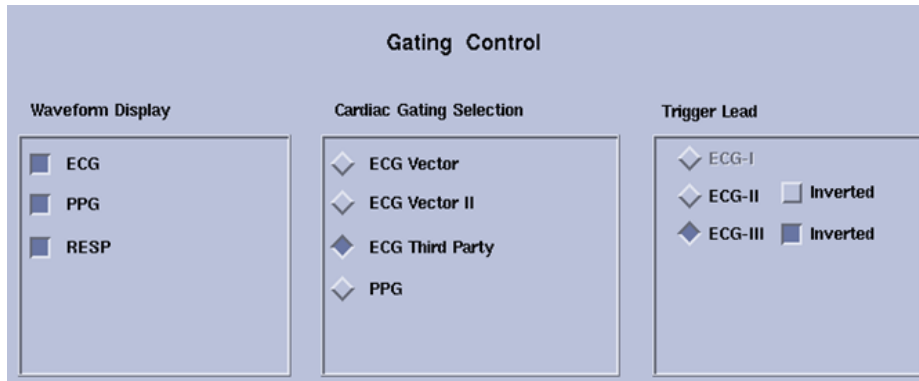 Gating Control
Waveform Display
ECG
PPG
RESP
Cardiac Gating Selection
ECG Vector
ECG Vector II
ECG Third Party
PPG
Trigger Lead
ECG-I
ECG-II Inverted
ECG-III Inverted